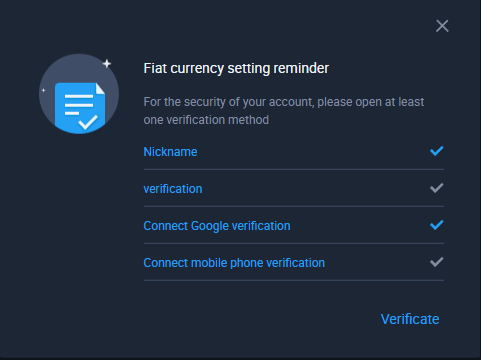 Fiat currency setting reminder
For the security of your account, please open at least
one verification method
Nickname
verification
Connect Google verification
Connect mobile phone verification
Verificate